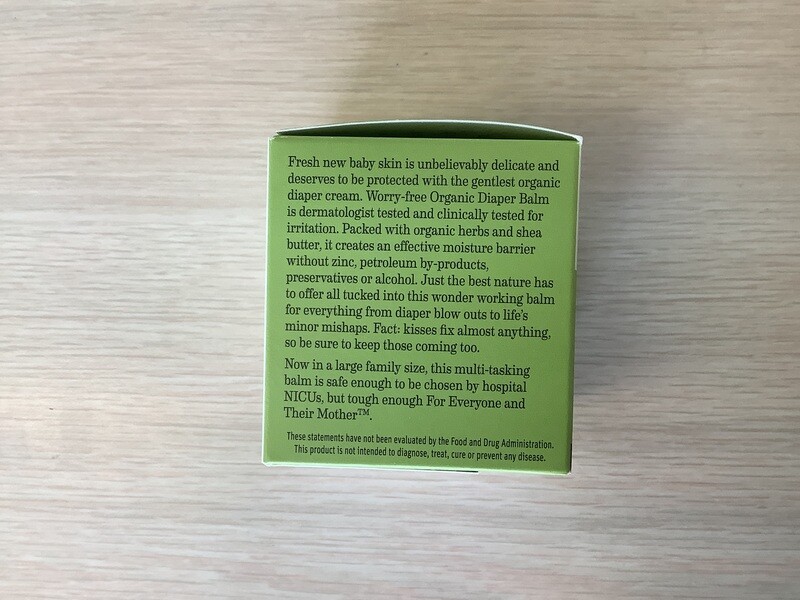 Fresh new baby skin is unbelievably delicate and
deserves to be protected with the gentlest organic
diaper cream. Worry-free Organic Diaper Balm
is dermatologist tested and clinically tested for
irritation. Packed with organic herbs and shea
butter, it creates an effective moisture barrier
without zinc, petroleum by-products,
preservatives or alcohol. Just the best nature has
to offer all tucked into this wonder working balm
for everything from diaper blow outs to life's
minor mishaps. Fact: kisses fix almost anything,
so be sure to keep those coming too.
Now in a large family size, this multi-tasking
balm is safe enough to be chosen by hospital
NICUs, but tough enough For Everyone and
Their Mother™.
These statements have not been evaluated by the Food and Drug Administration.
This product is not intended to diagnose, treat, cure or prevent any disease.